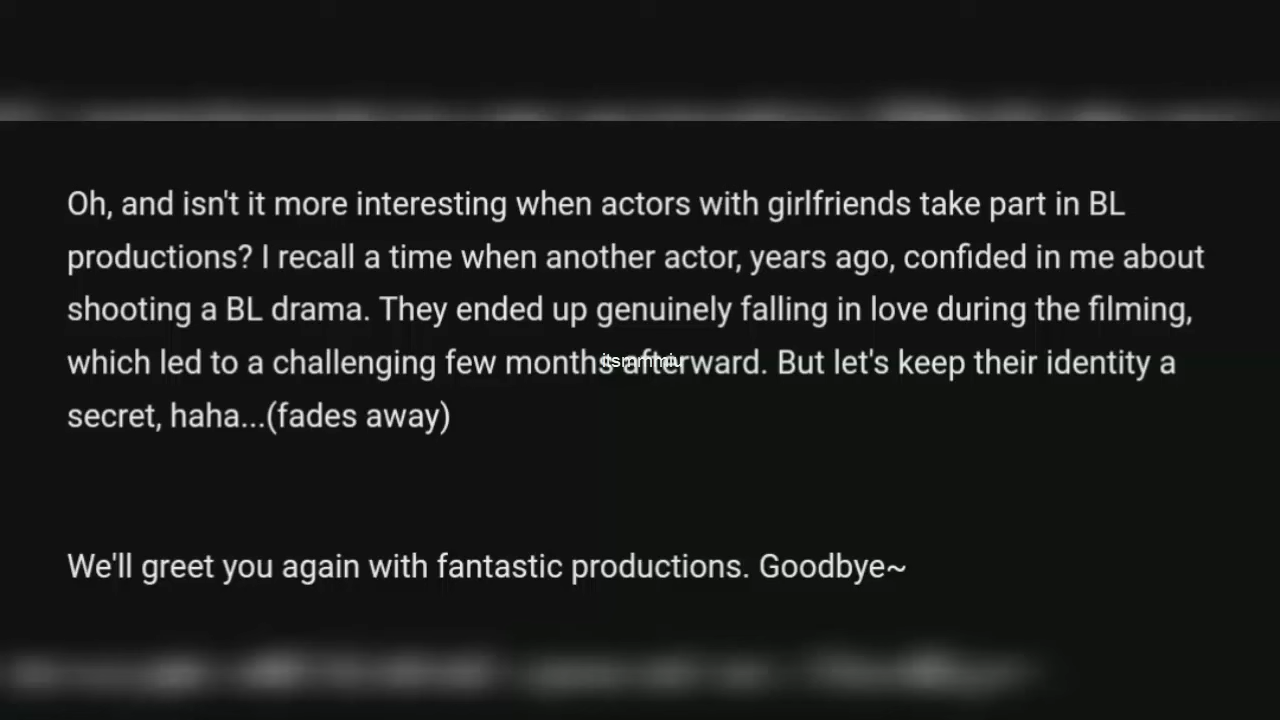 Oh, and isn't it more interesting when actors with girlfriends take part in BL
productions? I recall a time when another actor, years ago, confided in me about
shooting a BL drama. They ended up genuinely falling in love during the filming,
which led to a challenging few months afterward. But let's keep their identity a
itsmmmiu
secret, haha...(fades away)
We'll greet you again with fantastic productions. Goodbye~